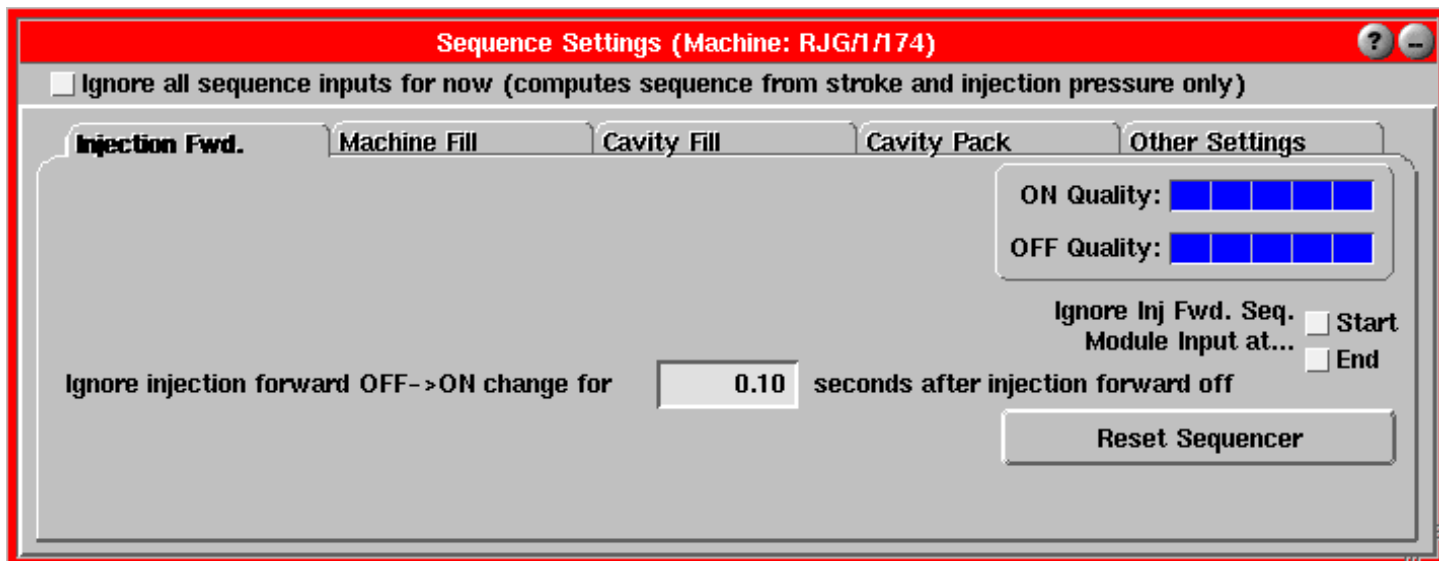 Sequence Settings (Machine: RJG/1/174)
? –
Ignore all sequence inputs for now (computes sequence from stroke and injection pressure only)
Injection Fwd. Machine Fill Cavity Fill Cavity Pack Other Settings
ON Quality:
OFF Quality:
Ignore Inj Fwd. Seq. Module Input at...
Start
End
Ignore injection forward OFF->ON change for 0.10 seconds after injection forward off
Reset Sequencer